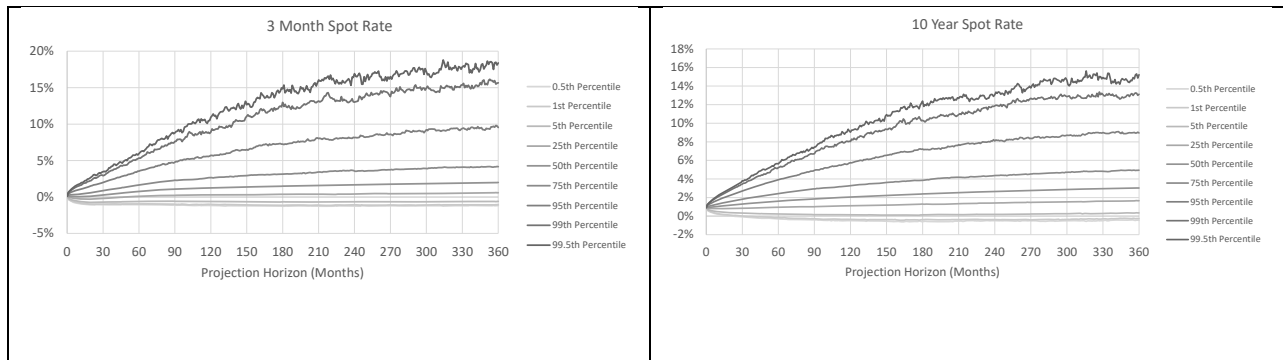 3 Month Spot Rate
20%
15%
10%
5%
0%
-5%
0 30 60 90 120 150 180 210 240 270 300 330 360
Projection Horizon (Months)
0.5th Percentile
1st Percentile
5th Percentile
25th Percentile
50th Percentile
75th Percentile
95th Percentile
99th Percentile
99.5th Percentile
10 Year Spot Rate
18%
16%
14%
12%
10%
8%
6%
4%
2%
0%
-2%
0 30 60 90 120 150 180 210 240 270 300 330 360
Projection Horizon (Months)
0.5th Percentile
1st Percentile
5th Percentile
25th Percentile
50th Percentile
75th Percentile
95th Percentile
99th Percentile
99.5th Percentile